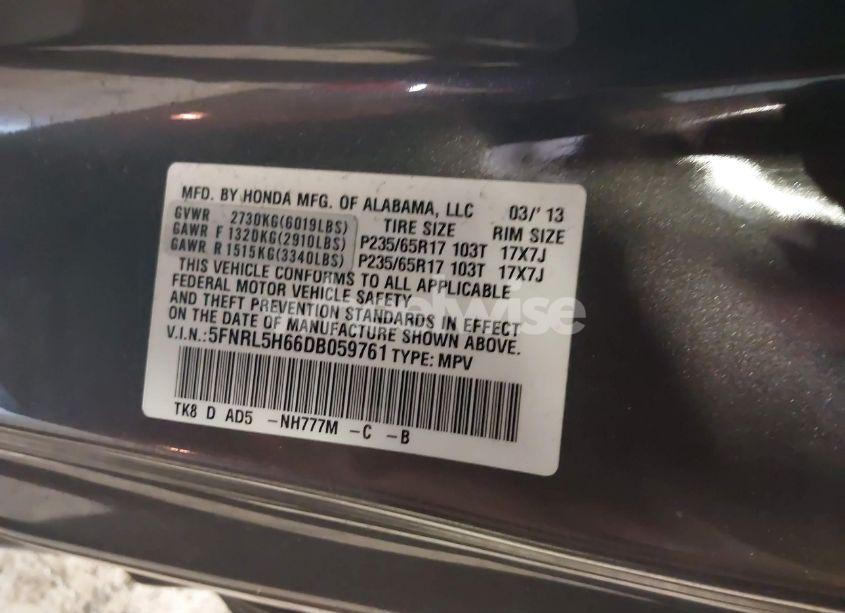 MFD. BY HONDA MFG. OF ALABAMA, LLC 03/' 13
GVWR 2730KG(6019LBS) TIRE SIZE RIM SIZE
GAWR F 1320KG(2910LBS) P235/65R17 103T 17X7J
GAWR R 1515KG(3340LBS) P235/65R17 103T 17X7J
THIS VEHICLE CONFORMS TO ALL APPLICABLE
FEDERAL MOTOR VEHICLE SAFETY
AND THEFT PREVENTION STANDARDS IN EFFECT
ON THE DATE OF MANUFACTURE SHOWN ABOVE.
V.I.N.:5FNRL5H66DB059761 TYPE: MPV
TK8 D AD5 -NH777M -C -B